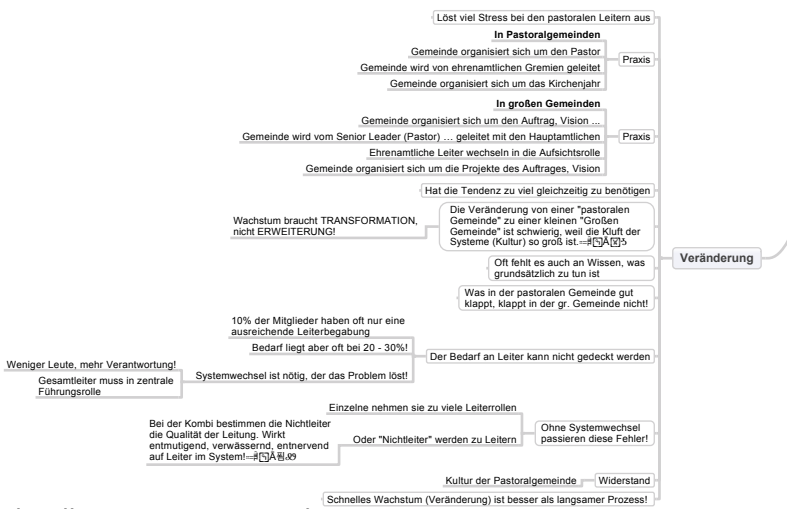 Löst viel Stress bei den pastoralen Leitern aus
In Pastoralgemeinden
Gemeinde organisiert sich um den Pastor
Gemeinde wird von ehrenamtlichen Gremien geleitet
Gemeinde organisiert sich um das Kirchenjahr
Praxis
In großen Gemeinden
Gemeinde organisiert sich um den Auftrag, Vision ...
Gemeinde wird vom Senior Leader (Pastor) … geleitet mit den Hauptamtlichen
Ehrenamtliche Leiter wechseln in die Aufsichtsrolle
Gemeinde organisiert sich um die Projekte des Auftrages, Vision
Praxis
Hat die Tendenz zu viel gleichzeitig zu benötigen
Wachstum braucht TRANSFORMATION,
nicht ERWEITERUNG!
Die Veränderung von einer "pastoralen
Gemeinde" zu einer kleinen "Großen
Gemeinde" ist schwierig, weil die Kluft der
Systeme (Kultur) so groß ist.
Veränderung
Oft fehlt es auch an Wissen, was
grundsätzlich zu tun ist
Was in der pastoralen Gemeinde gut
klappt, klappt in der gr. Gemeinde nicht!
10% der Mitglieder haben oft nur eine
ausreichende Leiterbegabung
Bedarf liegt aber oft bei 20 - 30%!
Weniger Leute, mehr Verantwortung!
Gesamtleiter muss in zentrale
Führungsrolle
Systemwechsel ist nötig, der das Problem löst!
Der Bedarf an Leiter kann nicht gedeckt werden
Einzelne nehmen sie zu viele Leiterrollen
Bei der Kombi bestimmen die Nichtleiter
die Qualität der Leitung. Wirkt
entmutigend, verwässernd, entnervend
auf Leiter im System!
Oder "Nichtleiter" werden zu Leitern
Ohne Systemwechsel
passieren diese Fehler!
Kultur der Pastoralgemeinde
Widerstand
Schnelles Wachstum (Veränderung) ist besser als langsamer Prozess!